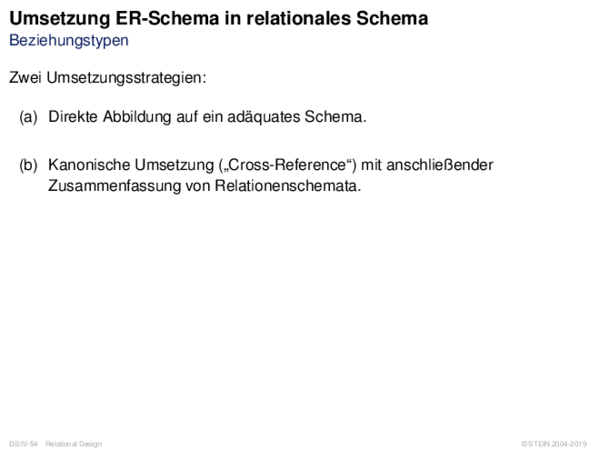 Umsetzung ER-Schema in relationales Schema
Beziehungstypen
Zwei Umsetzungsstrategien:
(a) Direkte Abbildung auf ein adäquates Schema.
(b) Kanonische Umsetzung („Cross-Reference“) mit anschließender
Zusammenfassung von Relationenschemata.
DB:IV-54 Relational Design
© STEIN 2004-2019